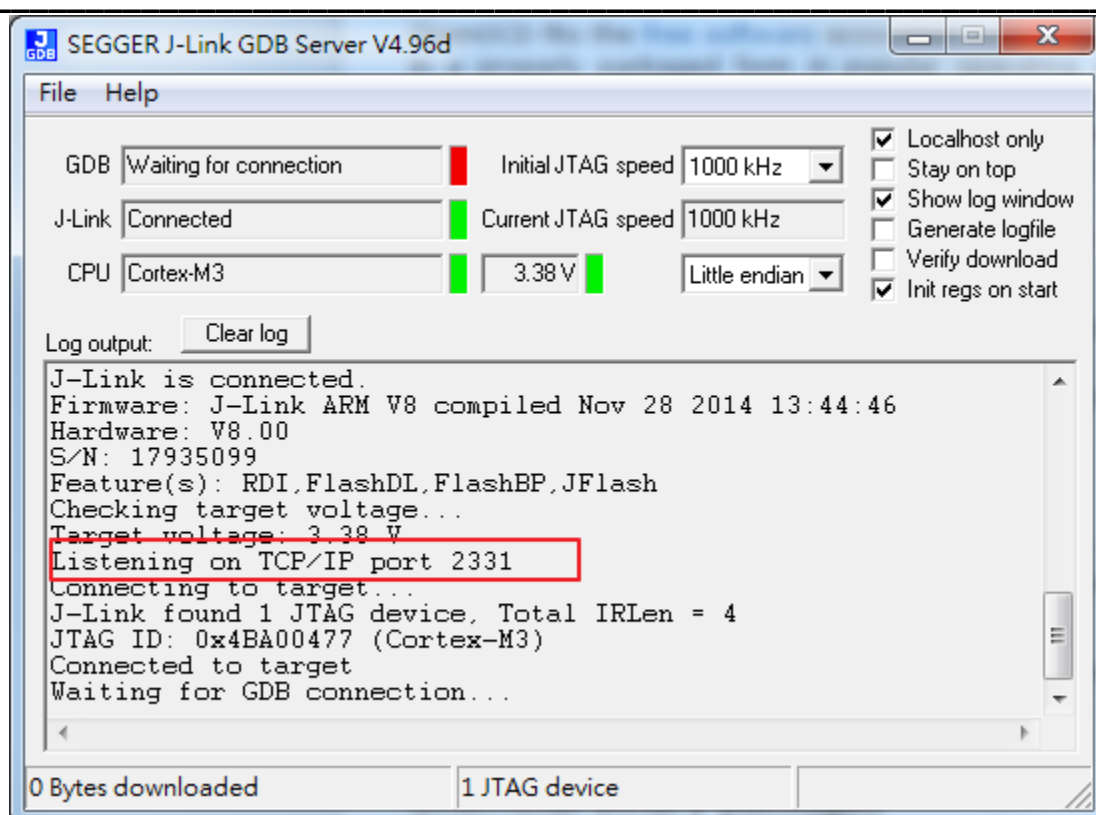 J GDB SEGGER J-Link GDB Server V4.96d
File Help
GDB Waiting for connection Initial JTAG speed 1000 kHz
J-Link Connected Current JTAG speed 1000 kHz
CPU Cortex-M3 3.38 V Little endian
Localhost only
Stay on top
Show log window
Generate logfile
Verify download
Init regs on start
Log output: Clear log
J-Link is connected.
Firmware: J-Link ARM V8 compiled Nov 28 2014 13:44:46
Hardware: V8.00
S/N: 17935099
Feature(s): RDI,FlashDL,FlashBP,JFlash
Checking target voltage...
Target voltage: 3.38 V
Listening on TCP/IP port 2331
Connecting to target...
J-Link found 1 JTAG device, Total IRLen = 4
JTAG ID: 0x4BA00477 (Cortex-M3)
Connected to target
Waiting for GDB connection...
0 Bytes downloaded 1 JTAG device